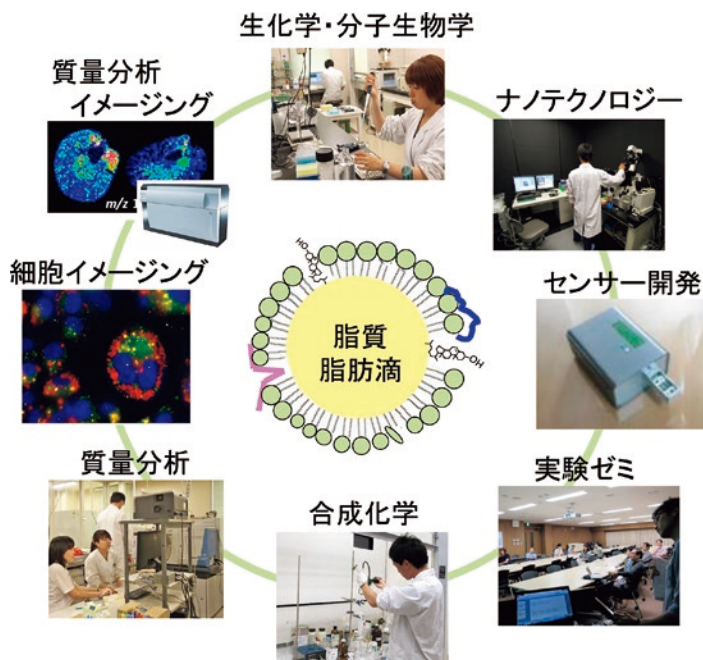 生化学・分子生物学
質量分析
イメージング
ナノテクノロジー
m/z 1
細胞イメージング
センサー開発
HO
脂質
脂肪滴
OH
質量分析
合成化学
実験ゼミ